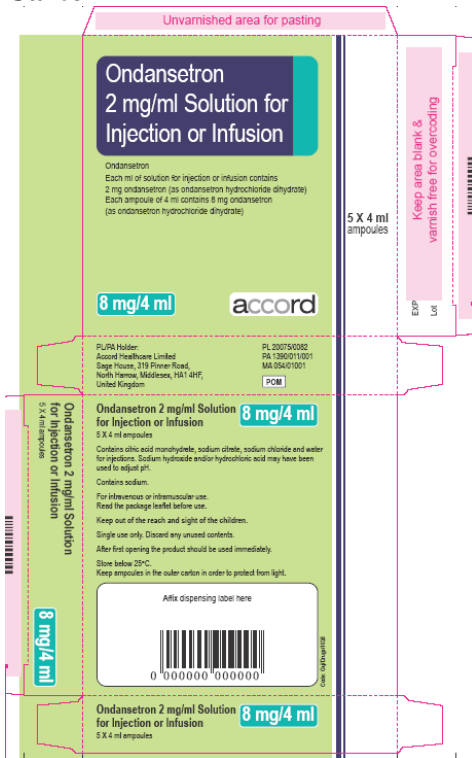 Unvarnished area for pasting
Ondansetron
2 mg/ml Solution for
Injection or Infusion
Ondansetron
Each ml of solution for injection or infusion contains
2 mg ondansetron (as ondansetron hydrochloride dihydrate)
Each ampoule of 4 ml contains 8 mg ondansetron
(as ondansetron hydrochloride dihydrate)
8 mg/4 ml
accord
5 X 4 ml
ampoules
Keep area blank &
varnish free for overcoding
EXP
Lot
PL/PA Holder:
Accord Healthcare Limited
Sage House, 319 Pinner Road,
North Harrow, Middlesex, HA1 4HF,
United Kingdom
PL 20075/0082
PA 1390/011/001
MA 054/01001
POM
Ondansetron 2 mg/ml Solution
for Injection or Infusion
5 X 4 ml ampoules
8 mg/4 ml
Ondansetron 2 mg/ml Solution
for Injection or Infusion
5 X 4 ml ampoules
8 mg/4 ml
Contains citric acid monohydrate, sodium citrate, sodium chloride and water
for injections. Sodium hydroxide and/or hydrochloric acid may have been
used to adjust pH.
Contains sodium.
For intravenous or intramuscular use.
Read the package leaflet before use.
Keep out of the reach and sight of the children.
Single use only. Discard any unused contents.
After first opening the product should be used immediately.
Store below 25°C.
Keep ampoules in the outer carton in order to protect from light.
Affix dispensing label here
0 000000 000000
Ondansetron 2 mg/ml Solution
for Injection or Infusion
5 X 4 ml ampoules
8 mg/4 ml